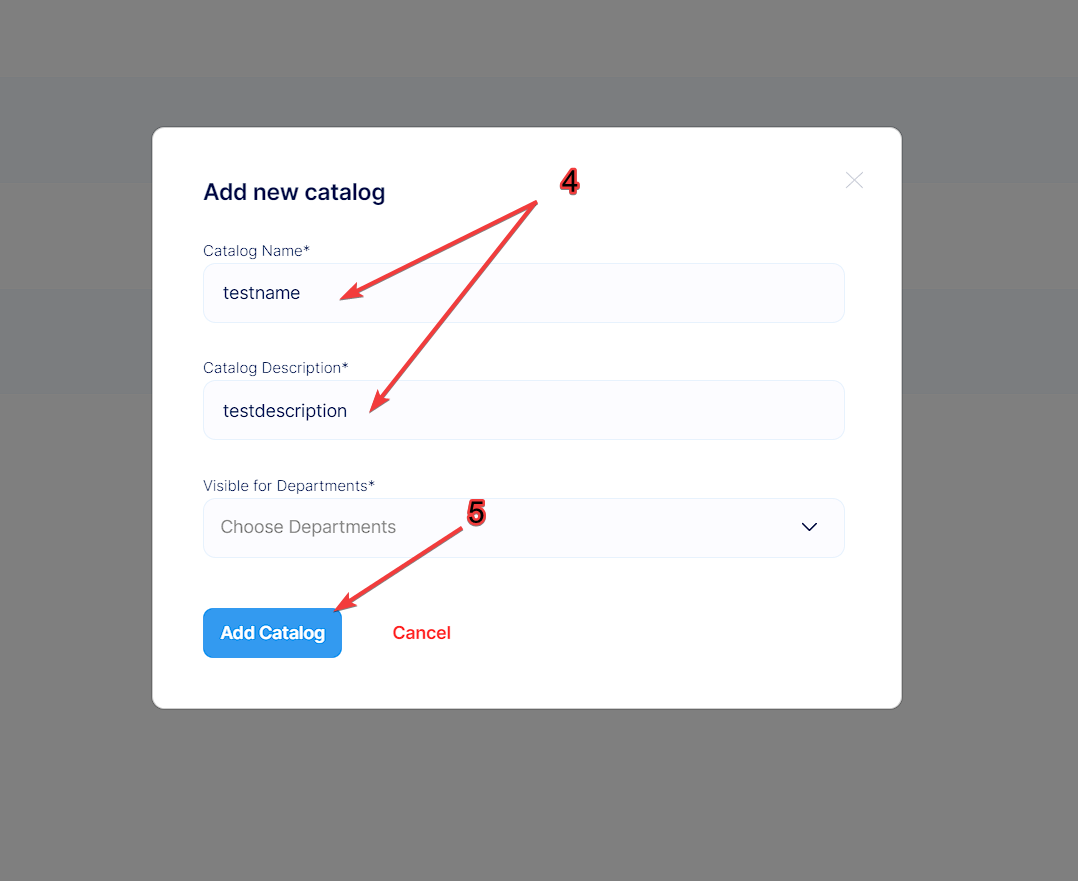 4
Add new catalog
Catalog Name*
testname
Catalog Description*
testdescription
Visible for Departments*
5
Choose Departments
Add Catalog Cancel